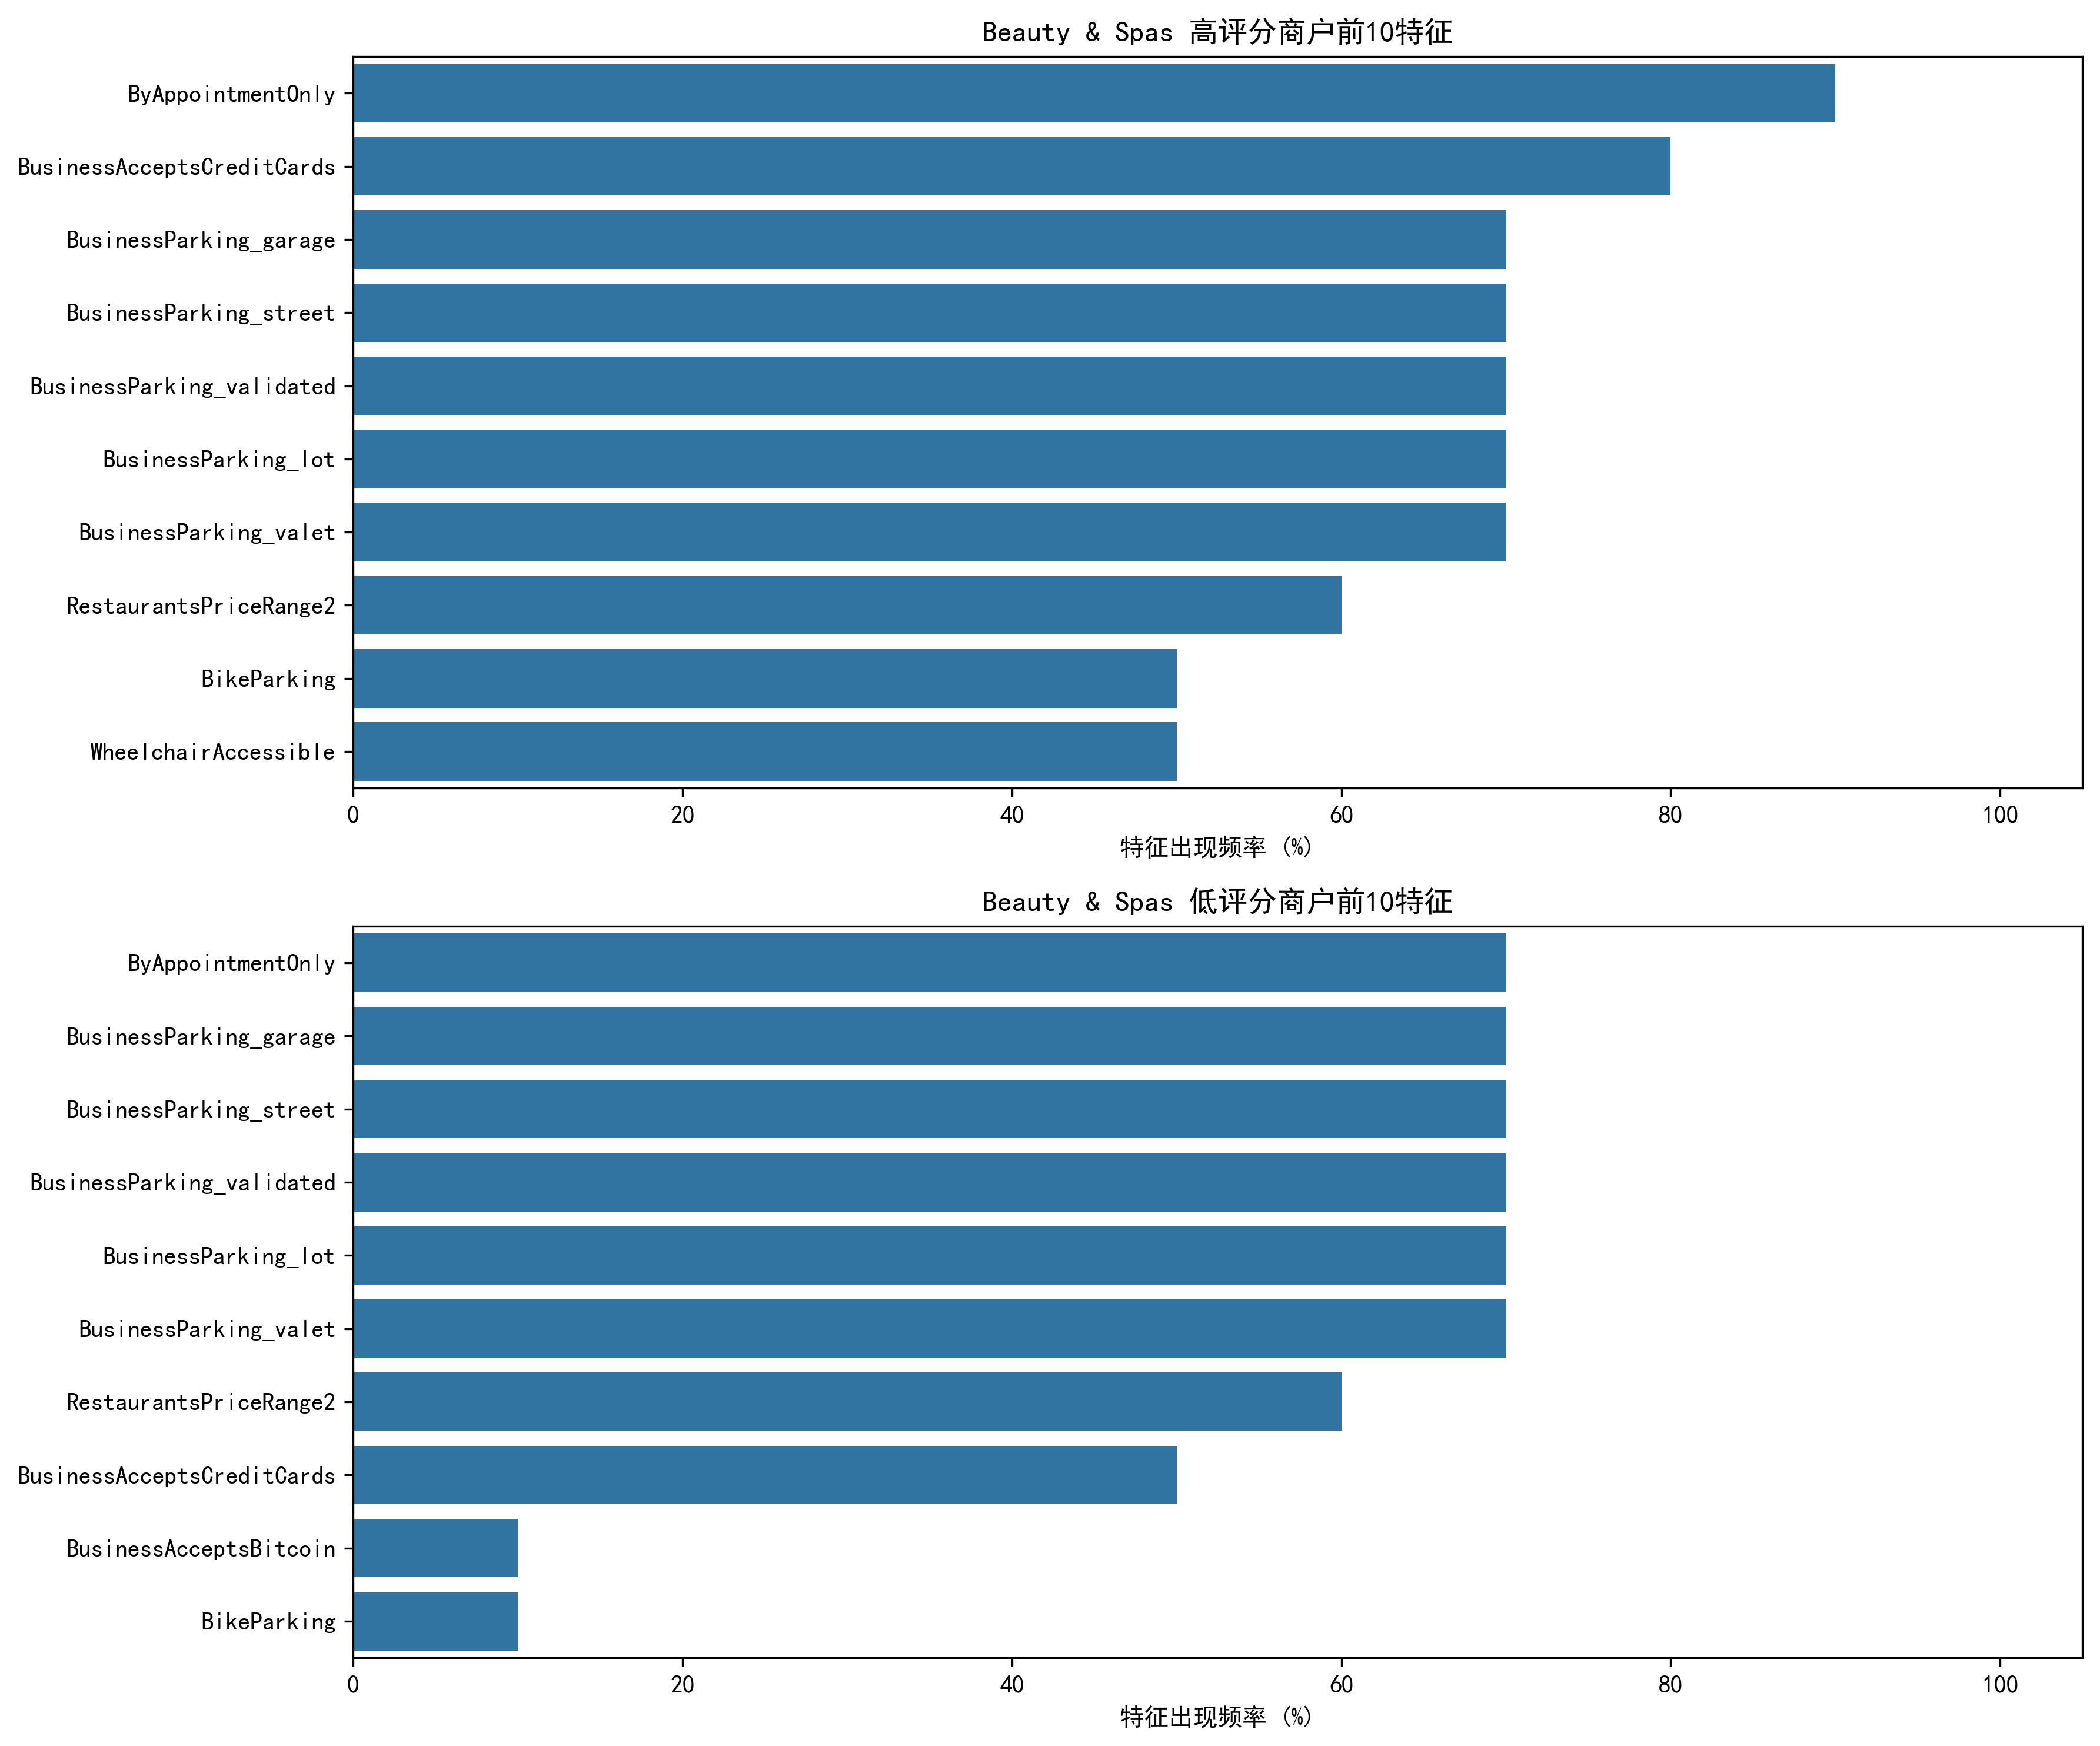 Beauty & Spas 高评分商户前10特征
ByAppointmentOnly
BusinessAcceptsCreditCards
BusinessParking_garage
BusinessParking_street
BusinessParking_validated
BusinessParking_lot
BusinessParking_valet
RestaurantsPriceRange2
BikeParking
WheelchairAccessible
0 20 40 60 80 100
特征出现频率 (%)
Beauty & Spas 低评分商户前10特征
ByAppointmentOnly
BusinessParking_garage
BusinessParking_street
BusinessParking_validated
BusinessParking_lot
BusinessParking_valet
RestaurantsPriceRange2
BusinessAcceptsCreditCards
BusinessAcceptsBitcoin
BikeParking
0 20 40 60 80 100
特征出现频率 (%)